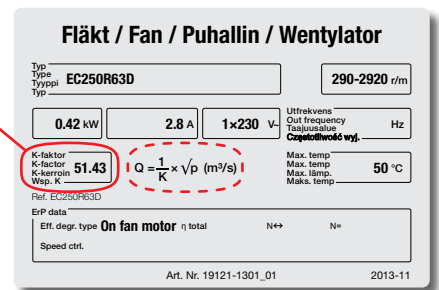 Fläkt / Fan / Puhallin / Wentylator
Typ
Type
Tyyppi
Typ
EC250R63D
290-2920 r/m
0.42 kW
2.8 A
1×230 V~
Utfrekvens
Out frequency
Taajuusalue
Częstotliwość wyj.
Hz
K-faktor
K-factor
K-kerroin
Wsp. K
51.43
Q = 1/K × √p (m³/s)
Max. temp
Max. temp
Max. lämp.
Maks. temp
50 °C
Ref. EC250R63D
ErP data
Eff. degr. type On fan motor η total N↔ N=
Speed ctrl.
Art. Nr. 19121-1301_01 2013-11